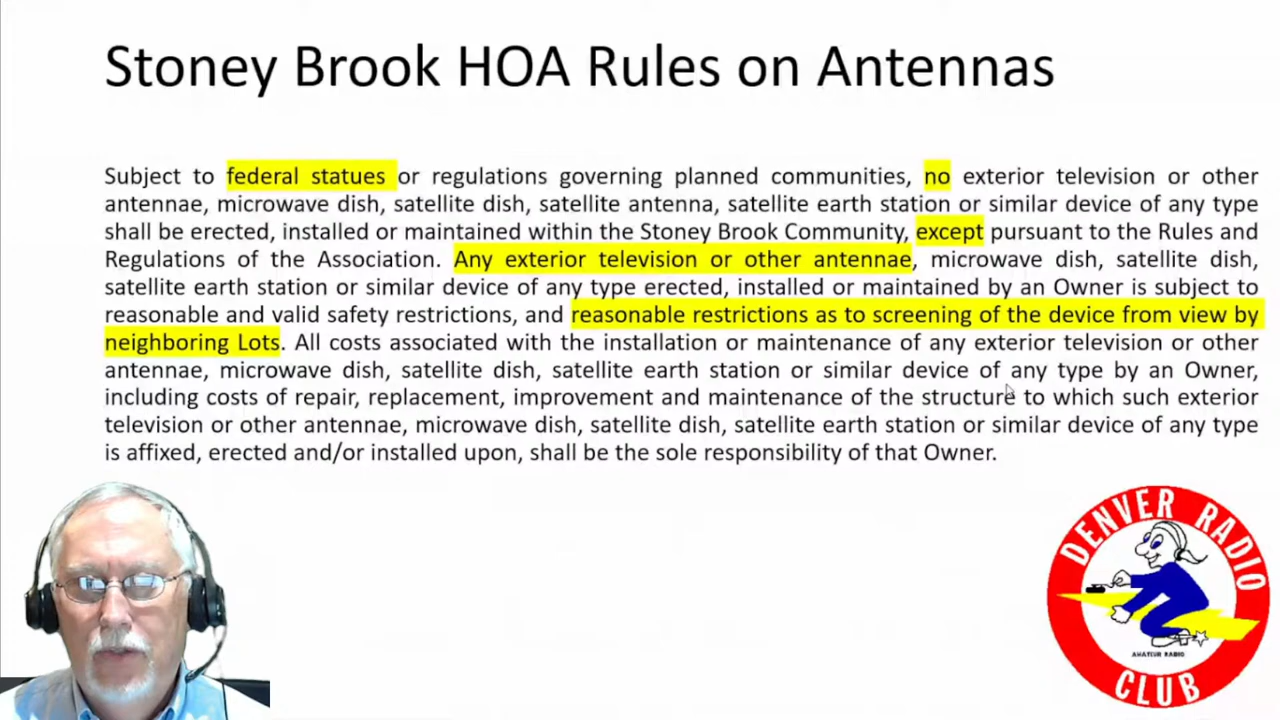 Stoney Brook HOA Rules on Antennas
Subject to federal statues or regulations governing planned communities, no exterior television or other
antennae, microwave dish, satellite dish, satellite antenna, satellite earth station or similar device of any type
shall be erected, installed or maintained within the Stoney Brook Community, except pursuant to the Rules and
Regulations of the Association. Any exterior television or other antennae, microwave dish, satellite dish,
satellite earth station or similar device of any type erected, installed or maintained by an Owner is subject to
reasonable and valid safety restrictions, and reasonable restrictions as to screening of the device from view by
neighboring Lots. All costs associated with the installation or maintenance of any exterior television or other
antennae, microwave dish, satellite dish, satellite earth station or similar device of any type by an Owner,
including costs of repair, replacement, improvement and maintenance of the structure to which such exterior
television or other antennae, microwave dish, satellite dish, satellite earth station or similar device of any type
is affixed, erected and/or installed upon, shall be the sole responsibility of that Owner.
DENVER RADIO
AMATEUR RADIO
CLUB